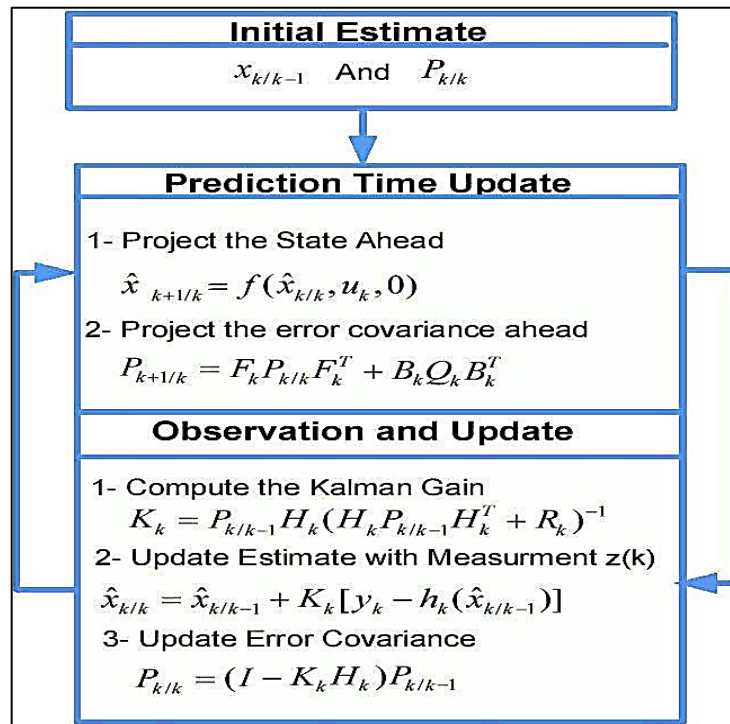 Initial Estimate
x_{k/k-1} And P_{k/k}
Prediction Time Update
1- Project the State Ahead
x̂_{k+1/k} = f(x̂_{k/k}, u_k, 0)
2- Project the error covariance ahead
P_{k+1/k} = F_k P_{k/k} F_k^T + B_k Q_k B_k^T
Observation and Update
1- Compute the Kalman Gain
K_k = P_{k/k-1} H_k (H_k P_{k/k-1} H_k^T + R_k)^{-1}
2- Update Estimate with Measurment z(k)
x̂_{k/k} = x̂_{k/k-1} + K_k [y_k - h_k(x̂_{k/k-1})]
3- Update Error Covariance
P_{k/k} = (I - K_k H_k) P_{k/k-1}